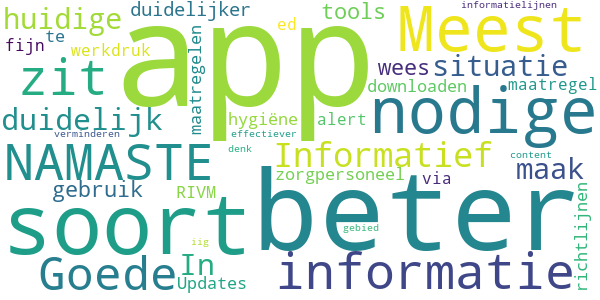 huidige
duidelijker
tools
Meest
informatielijnen
fijn
te
ed
werkdruk
maatregelen
app
wees
situatie
zit
downloaden
maatregel
nodige
duidelijk
hygiëne
alert
verminderen
effectiever
denk
NAMASTE
Informatief
content
maak
gebruik
RIVM
zorgpersoneel
via
richtlijnen
soort
beter
gebied
iig
Goede
In
Updates
informatie